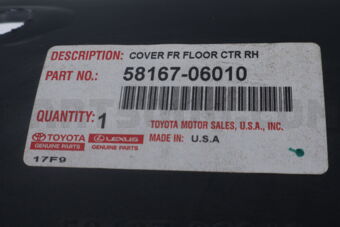 DESCRIPTION: COVER FR FLOOR CTR RH
PART NO.: 58167-06010
QUANTITY: 1
TOYOTA MOTOR SALES, U.S.A., INC.
TOYOTA GENUINE PARTS LEXUS GENUINE PARTS MADE IN U.S.A
17F9